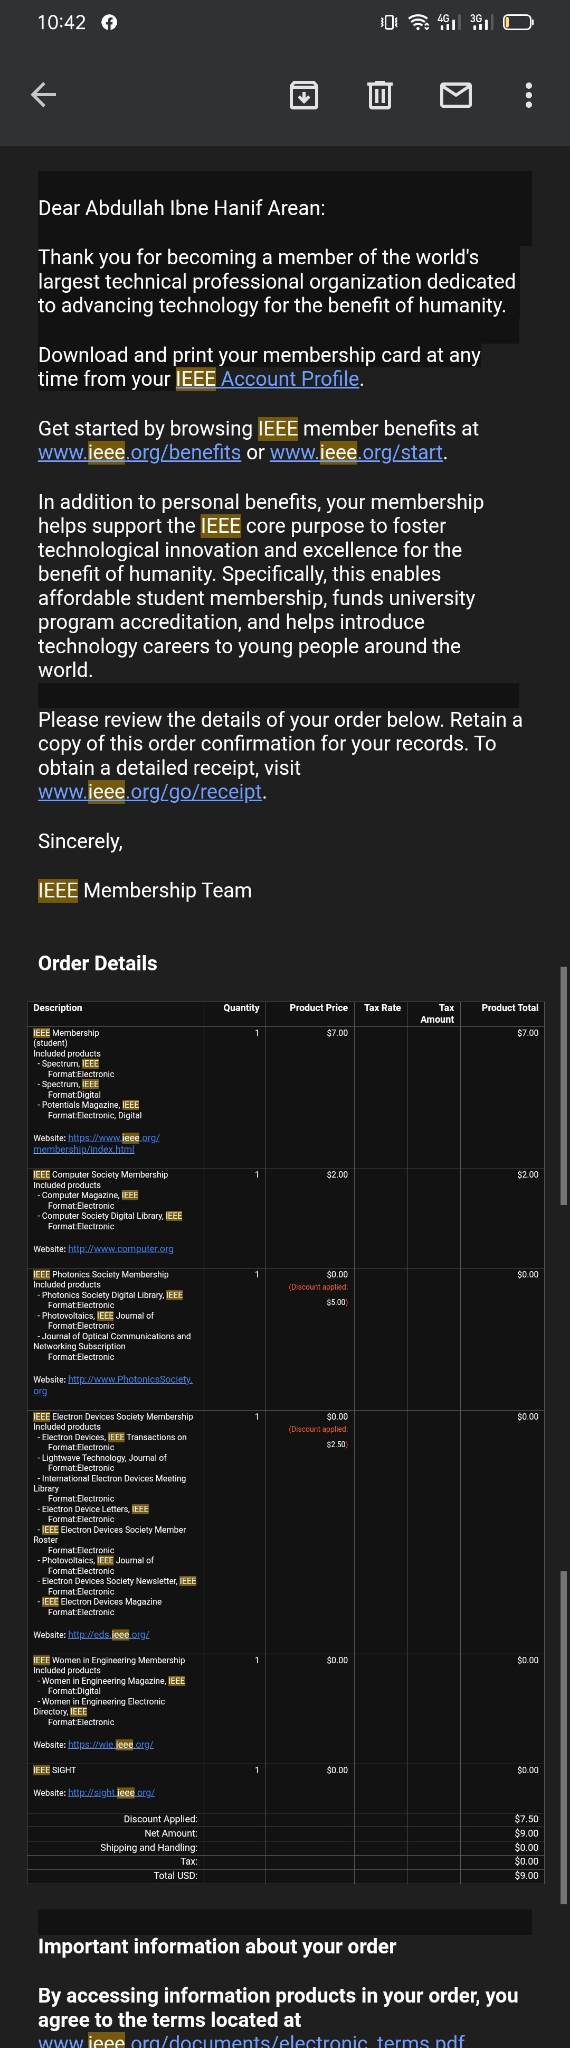 10:42
4G
3G
Dear Abdullah Ibne Hanif Arean:
Thank you for becoming a member of the world's
largest technical professional organization dedicated
to advancing technology for the benefit of humanity.
Download and print your membership card at any
time from your IEEE Account Profile.
Get started by browsing IEEE member benefits at
www.ieee.org/benefits or www.ieee.org/start.
In addition to personal benefits, your membership
helps support the IEEE core purpose to foster
technological innovation and excellence for the
benefit of humanity. Specifically, this enables
affordable student membership, funds university
program accreditation, and helps introduce
technology careers to young people around the
world.
Please review the details of your order below. Retain a
copy of this order confirmation for your records. To
obtain a detailed receipt, visit
www.ieee.org/go/receipt.
Sincerely,
IEEE Membership Team
Order Details
Description Quantity Product Price Tax Rate Tax Product Total
Amount
IEEE Membership 1 $7.00 $7.00
(student)
Included products
- Spectrum, IEEE
Format:Electronic
- Spectrum, IEEE
Format:Digital
- Potentials Magazine, IEEE
Format:Electronic, Digital
Website: https://www.ieee.org/
membership/index.html
IEEE Computer Society Membership 1 $2.00 $2.00
Included products
- Computer Magazine, IEEE
Format:Electronic
- Computer Society Digital Library, IEEE
Format:Electronic
Website: http://www.computer.org
IEEE Photonics Society Membership 1 $0.00 $0.00
Included products (Discount applied:
- Photonics Society Digital Library, IEEE $5.00)
Format:Electronic
- Photovoltaics, IEEE Journal of
Format:Electronic
- Journal of Optical Communications and
Networking Subscription
Format:Electronic
Website: http://www.PhotonicsSociety.
org
IEEE Electron Devices Society Membership 1 $0.00 $0.00
Included products (Discount applied:
- Electron Devices, IEEE Transactions on
Format:Electronic $2.50)
- Lightwave Technology, Journal of
Format:Electronic
- International Electron Devices Meeting
Library
Format:Electronic
- Electron Device Letters, IEEE
Format:Electronic
- IEEE Electron Devices Society Member
Roster
Format:Electronic
- Photovoltaics, IEEE Journal of
Format:Electronic
- Electron Devices Society Newsletter, IEEE
Format:Electronic
- IEEE Electron Devices Magazine
Format:Electronic
Website: http://eds.ieee.org/
IEEE Women in Engineering Membership 1 $0.00 $0.00
Included products
- Women in Engineering Magazine, IEEE
Format:Digital
- Women in Engineering Electronic
Directory, IEEE
Format:Electronic
Website: https://wie.ieee.org/
IEEE SIGHT 1 $0.00 $0.00
Website: http://sight.ieee.org/
Discount Applied: $7.50
Net Amount: $9.00
Shipping and Handling: $0.00
Tax: $0.00
Total USD: $9.00
Important information about your order
By accessing information products in your order, you
agree to the terms located at
www.ieee.org/documents/electronic_terms.pdf